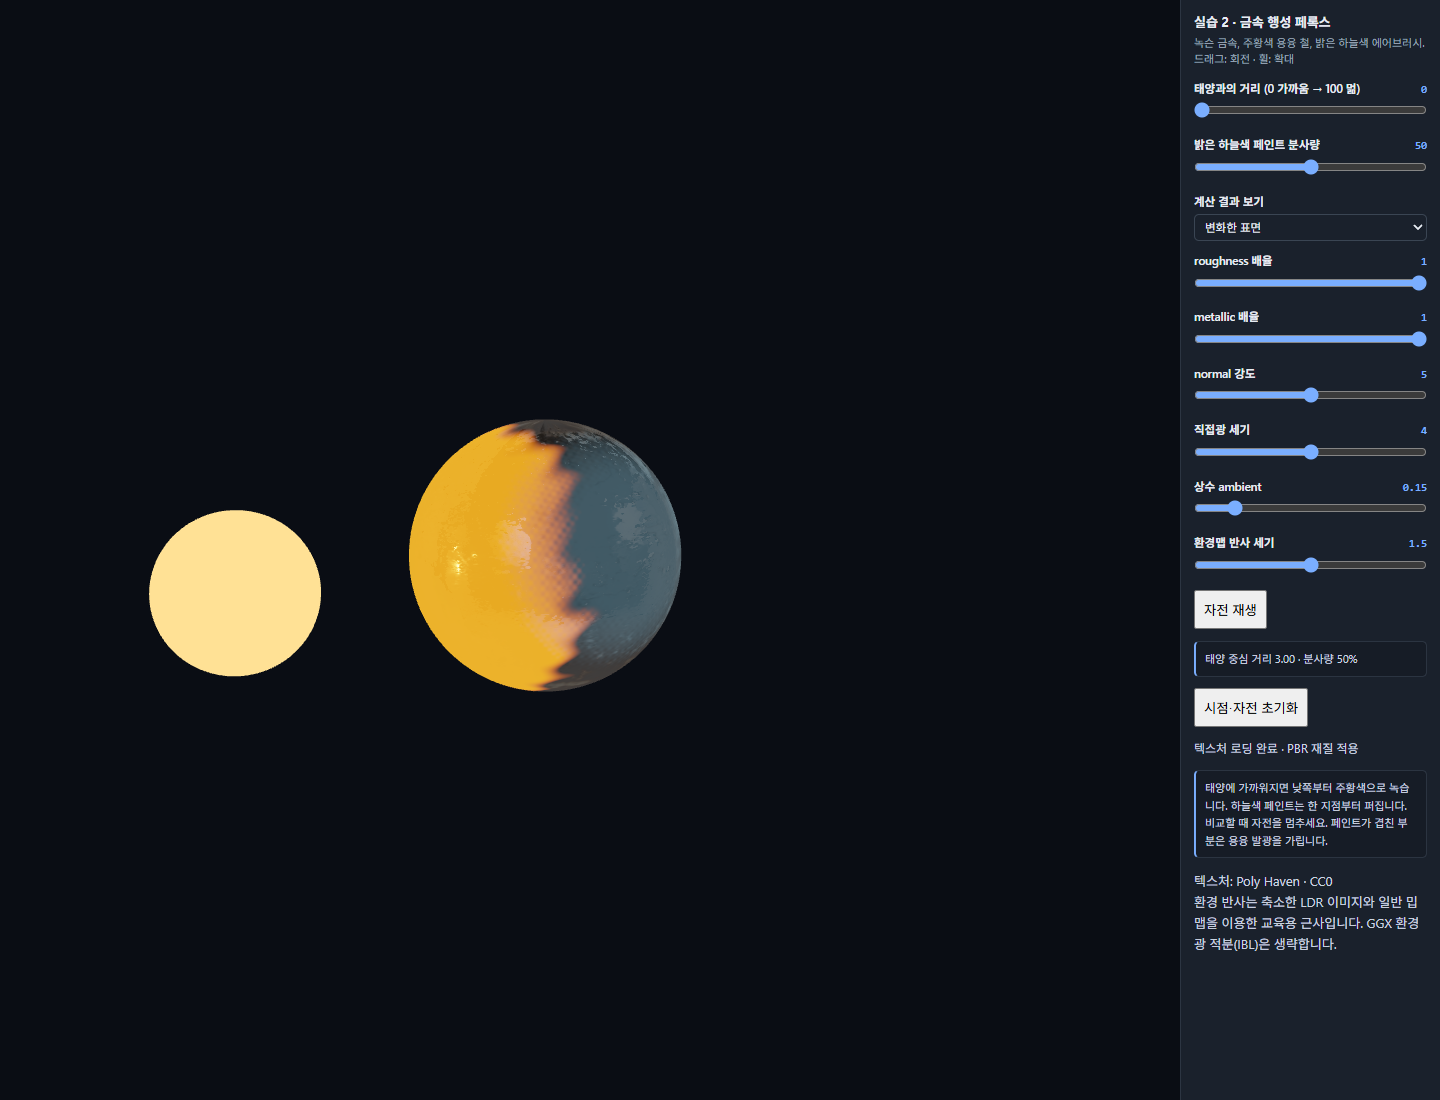 실습 2 - 금속 행성 페록스
녹슨 금속, 주황색 용융 철, 밝은 하늘색 에어브러시.
드래그: 회전 · 휠: 확대
태양과의 거리 (0 가까움 → 100 멂) 0
밝은 하늘색 페인트 분사량 50
계산 결과 보기
변화한 표면
roughness 배율 1
metallic 배율 1
normal 강도 5
직접광 세기 4
상수 ambient 0.15
환경맵 반사 세기 1.5
자전 재생
태양 중심 거리 3.00 · 분사량 50%
시점·자전 초기화
텍스처 로딩 완료 · PBR 재질 적용
태양에 가까워지면 낮쪽부터 주황색으로 녹습
니다. 하늘색 페인트는 한 지점부터 퍼집니다.
비교할 때 자전을 멈추세요. 페인트가 겹친 부
분은 용융 발광을 가립니다.
텍스처: Poly Haven · CC0
환경 반사는 축소한 LDR 이미지와 일반 밉
맵을 이용한 교육용 근사입니다. GGX 환경
광 적분(IBL)은 생략합니다.